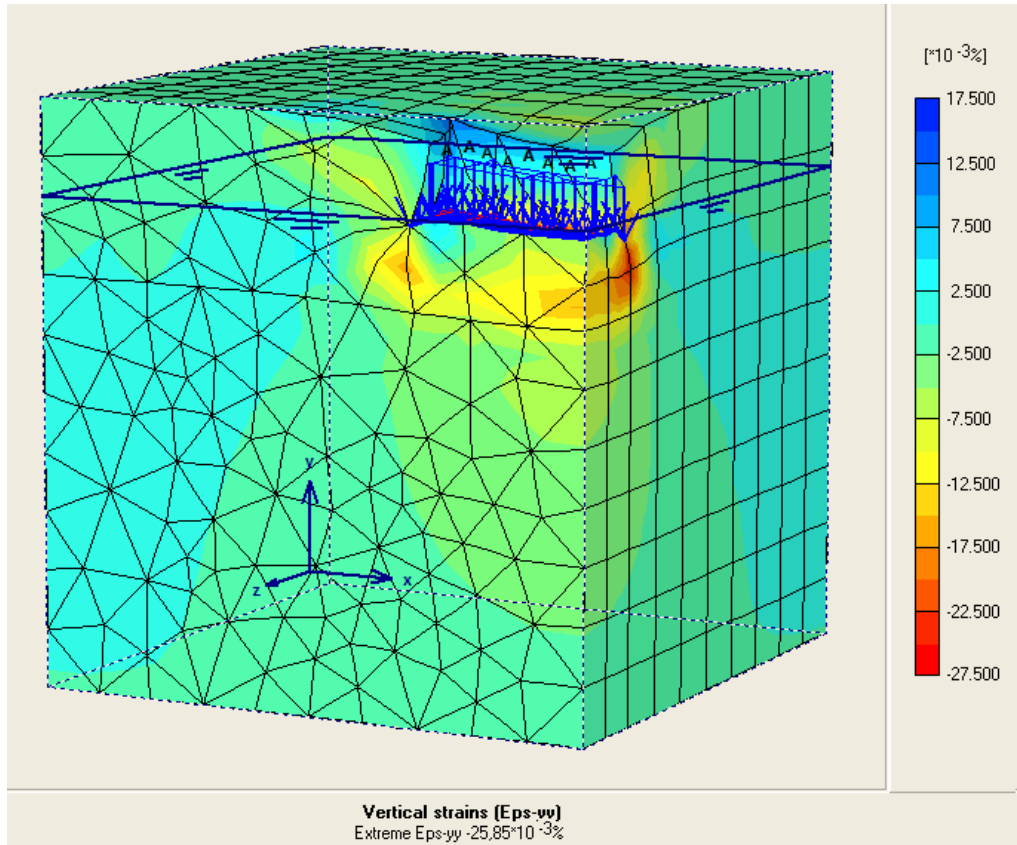 [*10 -3%]
17.500
12.500
7.500
2.500
-2.500
-7.500
-12.500
-17.500
-22.500
-27.500
A A A A A A A A A
y
x
z
Vertical strains (Eps-yy)
Extreme Eps-yy -25,85*10 -3%